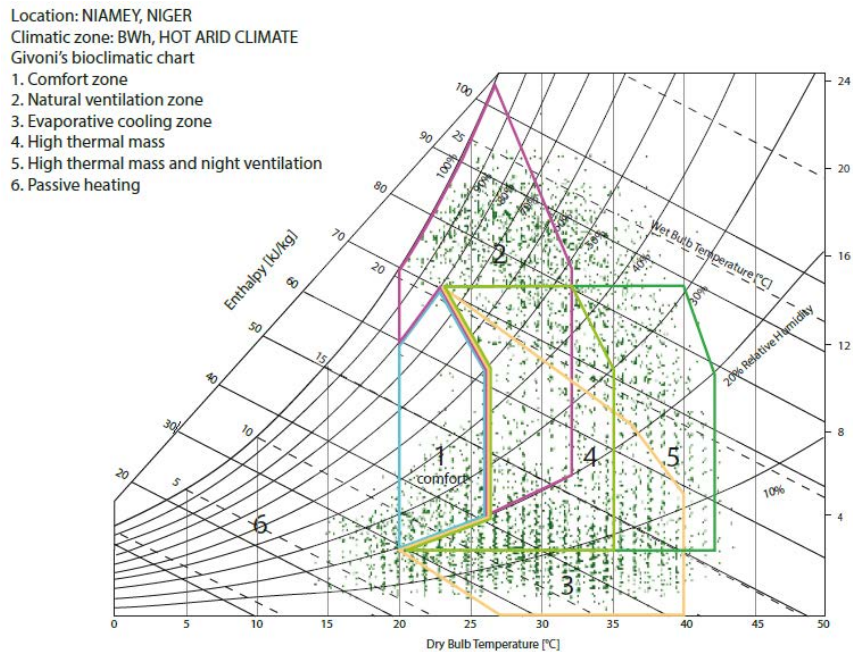 Location: NIAMEY, NIGER
Climatic zone: BWh, HOT ARID CLIMATE
Givoni's bioclimatic chart
1. Comfort zone
2. Natural ventilation zone
3. Evaporative cooling zone
4. High thermal mass
5. High thermal mass and night ventilation
6. Passive heating
Enthalpy [kJ/kg]
20
30
40
50
60
70
80
90
100
5
10
15
20
25
100%
90%
80%
70%
50%
40%
30%
20% Relative Humidity
10%
Wet Bulb Temperature [°C]
2
1
comfort
4
5
6
3
24
20
16
12
8
4
0 5 10 15 20 25 30 35 40 45 50
Dry Bulb Temperature [°C]